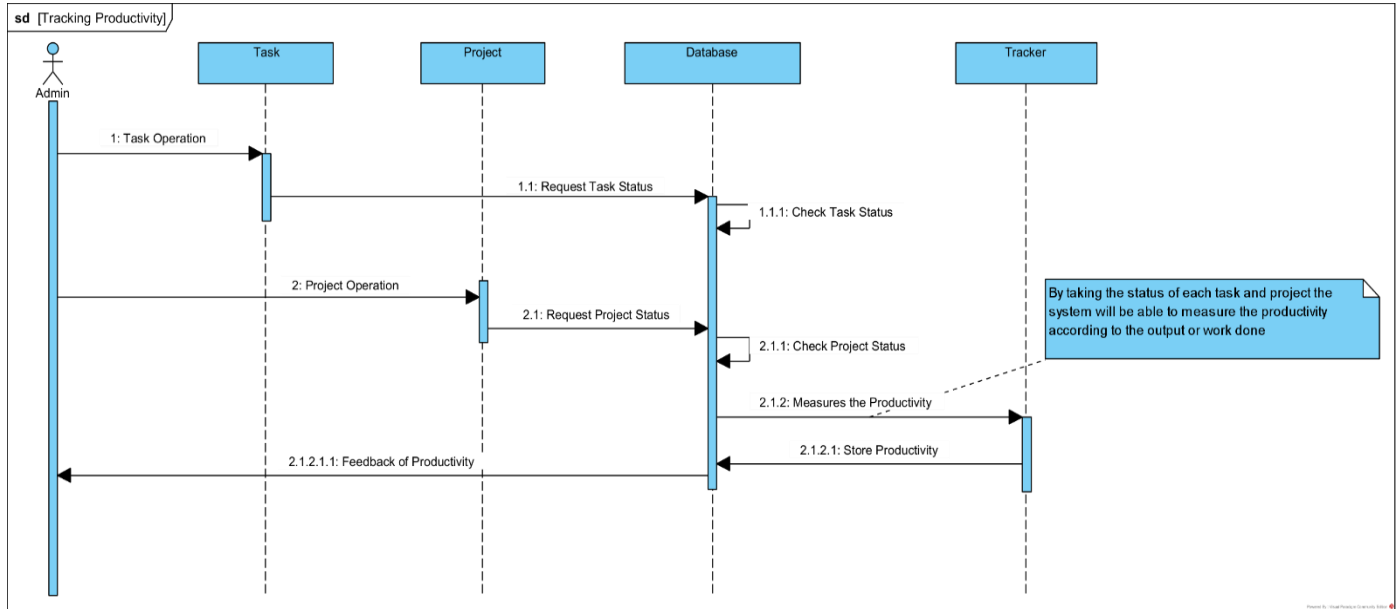 sd [Tracking Productivity]
Admin
Task
Project
Database
Tracker
1: Task Operation
1.1: Request Task Status
1.1.1: Check Task Status
2: Project Operation
2.1: Request Project Status
2.1.1: Check Project Status
By taking the status of each task and project the
system will be able to measure the productivity
according to the output or work done
2.1.2: Measures the Productivity
2.1.2.1: Store Productivity
2.1.2.1.1: Feedback of Productivity